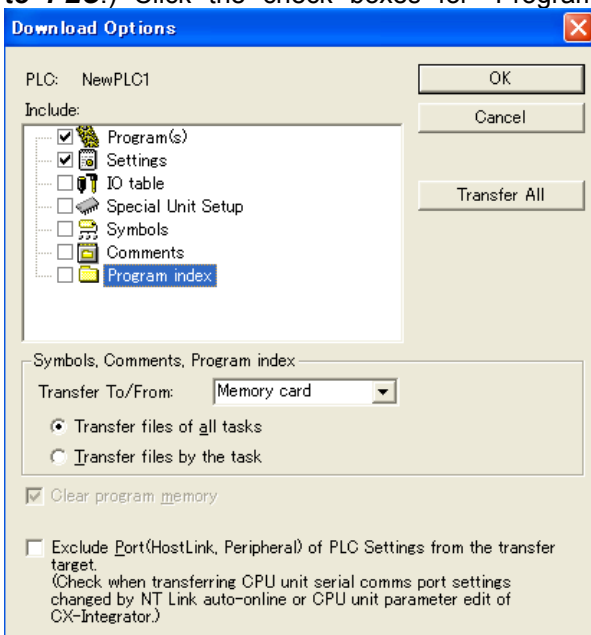 to PLC.) Click the check boxes for "Program
Download Options
PLC: NewPLC1
OK
Include:
Cancel
Program(s)
Settings
IO table
Transfer All
Special Unit Setup
Symbols
Comments
Program index
Symbols, Comments, Program index
Transfer To/From: Memory card
Transfer files of all tasks
Transfer files by the task
Clear program memory
Exclude Port(HostLink, Peripheral) of PLC Settings from the transfer
target.
(Check when transferring CPU unit serial comms port settings
changed by NT Link auto-online or CPU unit parameter edit of
CX-Integrator.)